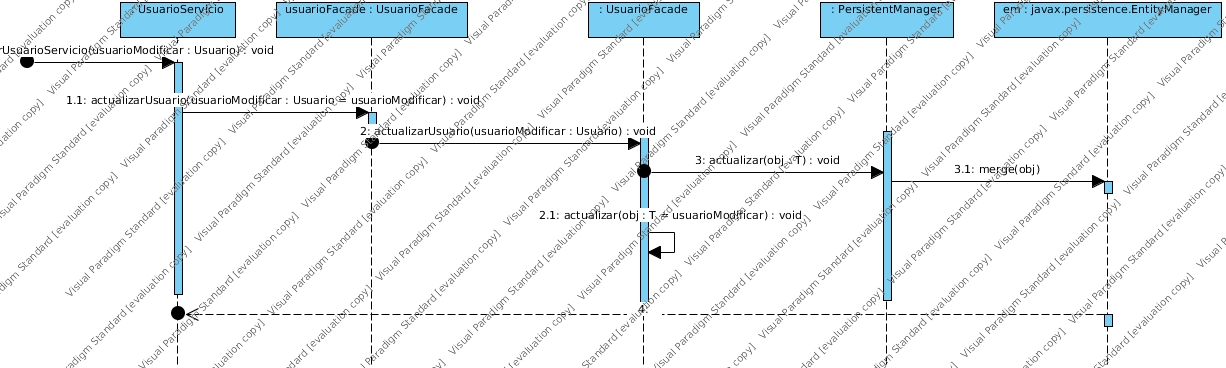 UsuarioServicio
usuarioFacade : UsuarioFacade
: UsuarioFacade
: PersistentManager
em : javax.persistence.EntityManager
rUsuarioServicio(usuarioModificar : Usuario) : void
1.1: actualizarUsuario(usuarioModificar : Usuario = usuarioModificar) : void
2: actualizarUsuario(usuarioModificar : Usuario) : void
3: actualizar(obj : T) : void
3.1: merge(obj)
2.1: actualizar(obj : T = usuarioModificar) : void
4:
Visual Paradigm Standard [evaluation copy]